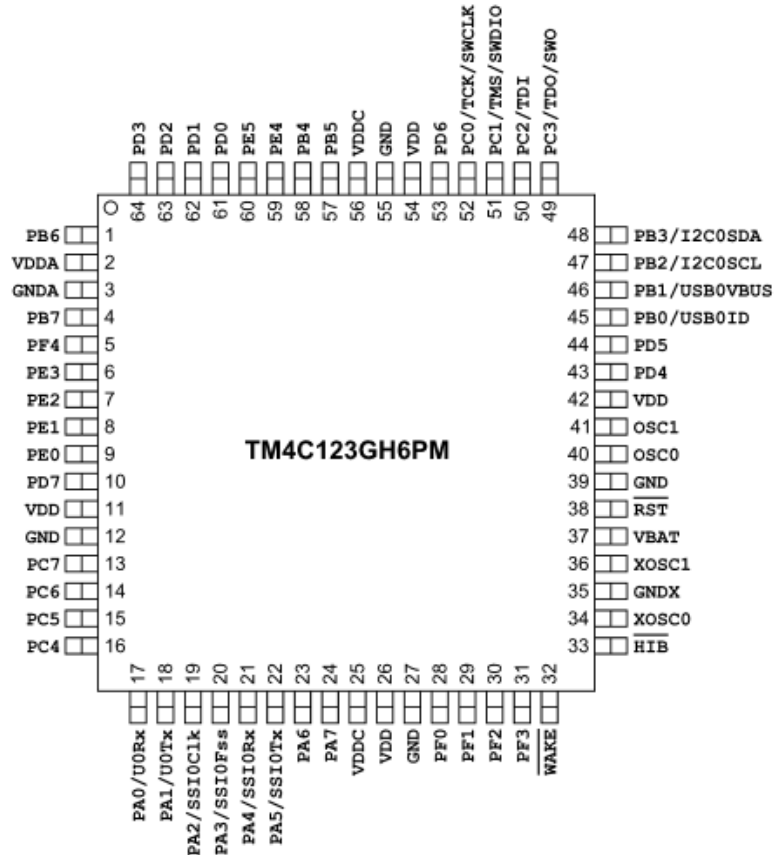 PD3
PD2
PD1
PD0
PE5
PE4
PB4
PB5
VDDC
GND
VDD
PD6
PC0/TCK/SWCLK
PC1/TMS/SWDIO
PC2/TDI
PC3/TDO/SWO
64
63
62
61
60
59
58
57
56
55
54
53
52
51
50
49
PB6 1
VDDA 2
GNDA 3
PB7 4
PF4 5
PE3 6
PE2 7
PE1 8
PE0 9
PD7 10
VDD 11
GND 12
PC7 13
PC6 14
PC5 15
PC4 16
TM4C123GH6PM
48 PB3/I2C0SDA
47 PB2/I2C0SCL
46 PB1/USB0VBUS
45 PB0/USB0ID
44 PD5
43 PD4
42 VDD
41 OSC1
40 OSC0
39 GND
38 RST
37 VBAT
36 XOSC1
35 GNDX
34 XOSC0
33 HIB
17
18
19
20
21
22
23
24
25
26
27
28
29
30
31
32
PA0/U0Rx
PA1/U0Tx
PA2/SSI0Clk
PA3/SSI0Fss
PA4/SSI0Rx
PA5/SSI0Tx
PA6
PA7
VDDC
VDD
GND
PF0
PF1
PF2
PF3
WAKE